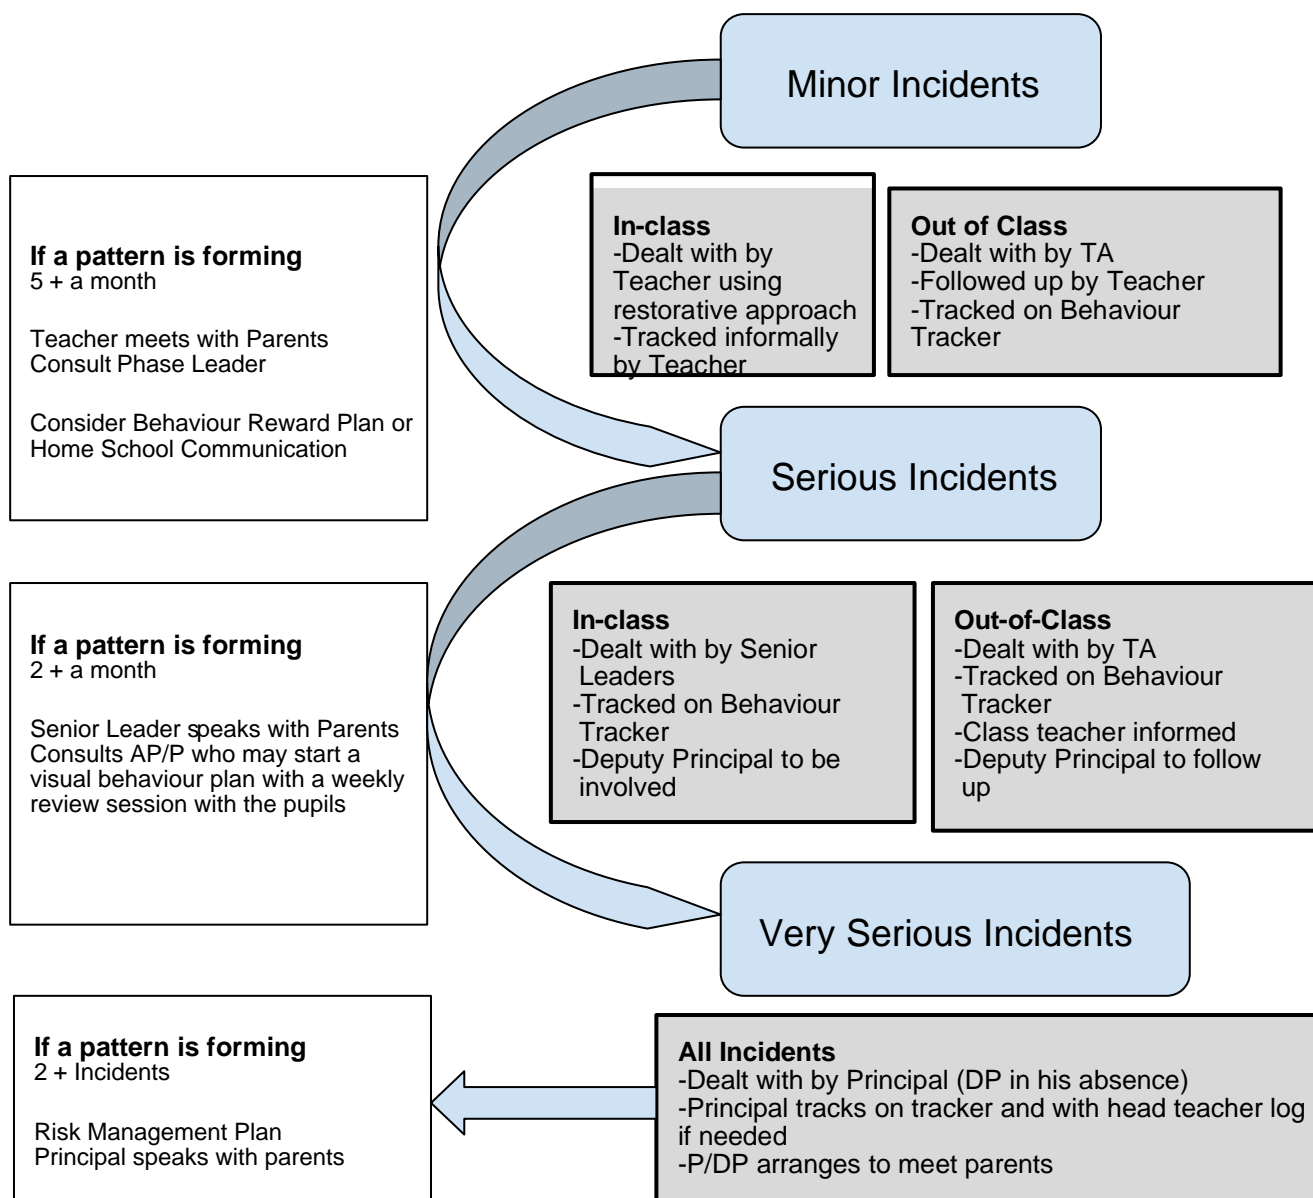 Minor Incidents
If a pattern is forming
5 + a month
Teacher meets with Parents
Consult Phase Leader
Consider Behaviour Reward Plan or
Home School Communication
In-class
-Dealt with by
Teacher using
restorative approach
-Tracked informally
by Teacher
Out of Class
-Dealt with by TA
-Followed up by Teacher
-Tracked on Behaviour
Tracker
Serious Incidents
If a pattern is forming
2 + a month
Senior Leader speaks with Parents
Consults AP/P who may start a
visual behaviour plan with a weekly
review session with the pupils
In-class
-Dealt with by Senior
Leaders
-Tracked on Behaviour
Tracker
-Deputy Principal to be
involved
Out-of-Class
-Dealt with by TA
-Tracked on Behaviour
Tracker
-Class teacher informed
-Deputy Principal to follow
up
Very Serious Incidents
If a pattern is forming
2 + Incidents
Risk Management Plan
Principal speaks with parents
All Incidents
-Dealt with by Principal (DP in his absence)
-Principal tracks on tracker and with head teacher log
if needed
-P/DP arranges to meet parents